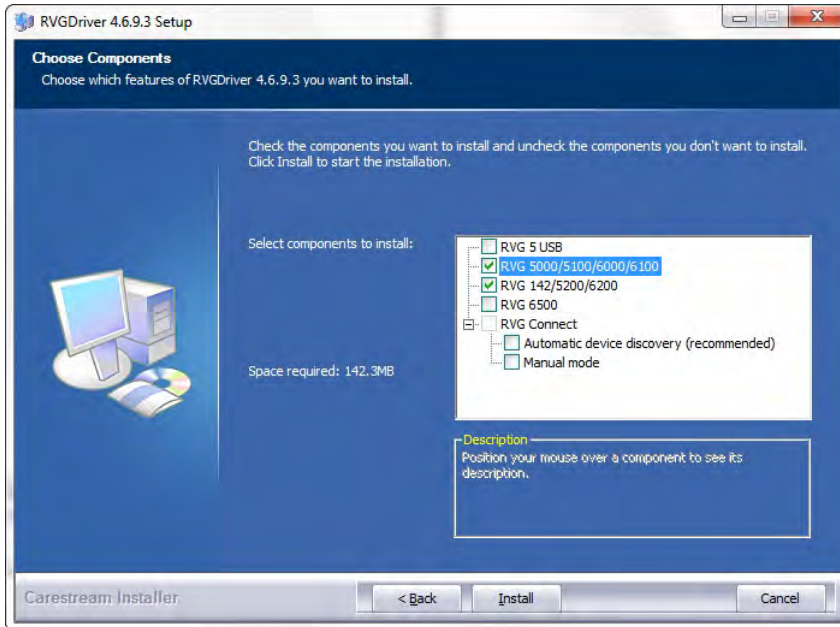 RVGDriver 4.6.9.3 Setup
Choose Components
Choose which features of RVGDriver 4.6.9.3 you want to install.
Check the components you want to install and uncheck the components you don't want to install.
Click Install to start the installation.
Select components to install:
RVG 5 USB
RVG 5000/5100/6000/6100
RVG 142/5200/6200
RVG 6500
RVG Connect
Automatic device discovery (recommended)
Manual mode
Space required: 142.3MB
Description
Position your mouse over a component to see its
description.
Carestream Installer
< Back
Install
Cancel